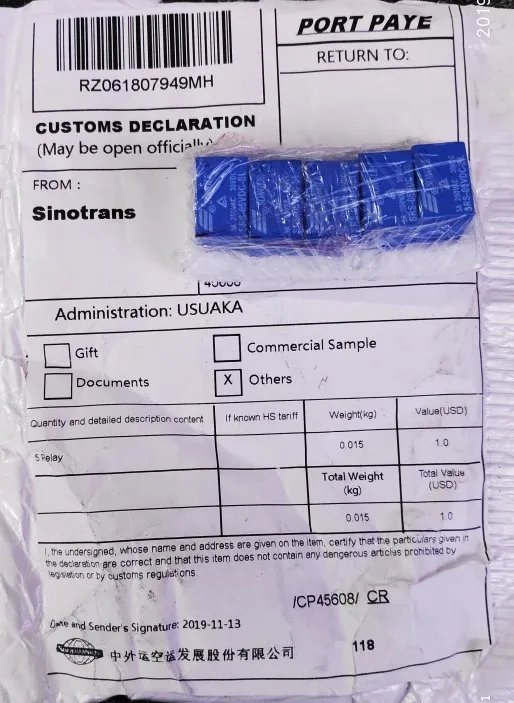 2019
PORT PAYE
RZ061807949MH
RETURN TO:
CUSTOMS DECLARATION
(May be open officially
FROM :
Sinotrans
Administration: USUAKA
Gift
Commercial Sample
Documents
X Others
Quantity and detailed description content If known HS tariff Weight(kg) Value(USD)
5 Relay 0.015 1.0
Total Weight (kg) Total Value (USD)
0.015 1.0
I, the undersigned, whose name and address are given on the item, certify that the particulars given in
the declaration are correct and that this item does not contain any dangerous articles prohibited by
legislation or by customs regulations
/CP45608/ CR
Date and Sender's Signature: 2019-11-13
中外运空运发展股份有限公司
118